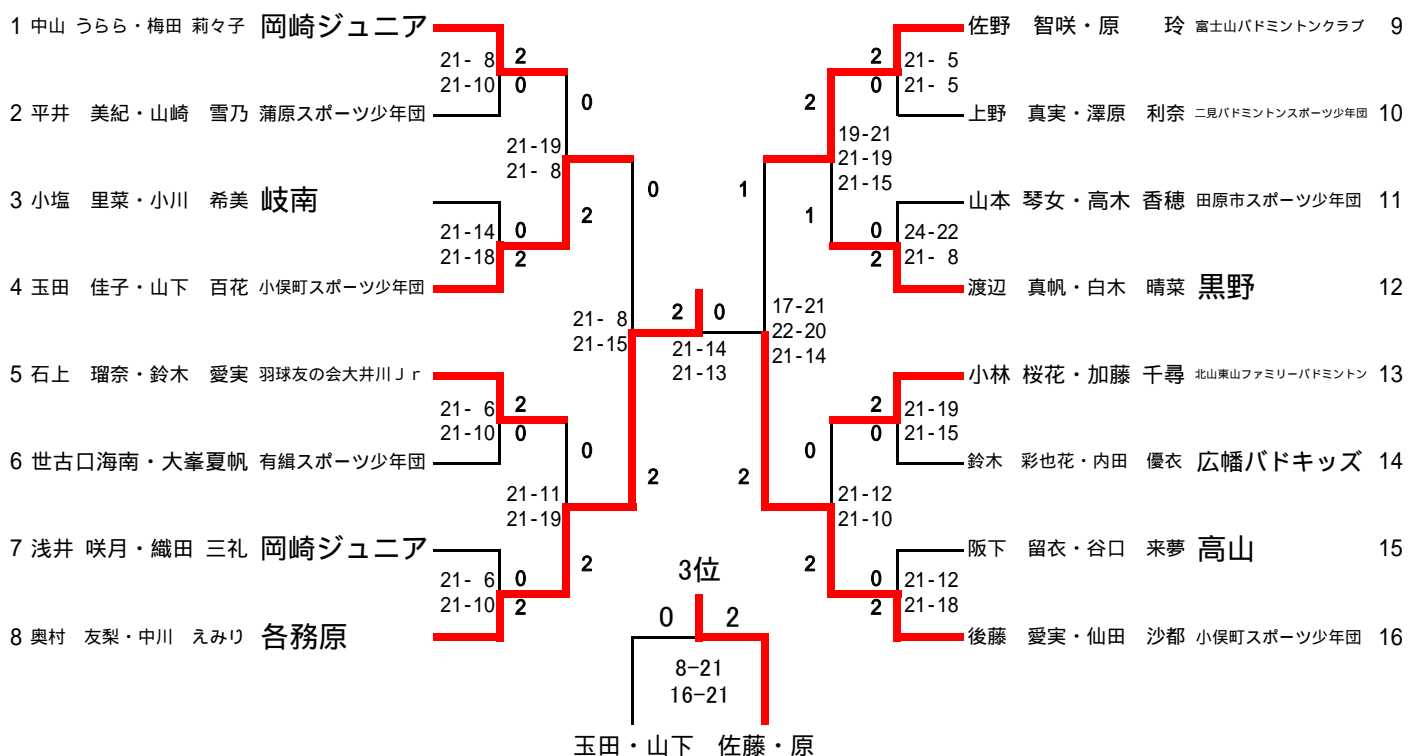 1 中山 うらら・梅田 莉々子 岡崎ジュニア
21- 8 2
21-10 0
2 平井 美紀・山崎 雪乃 蒲原スポーツ少年団
0
21-19
21- 8
2
3 小塩 里菜・小川 希美 岐南
21-14 0
21-18 2
4 玉田 佳子・山下 百花 小俣町スポーツ少年団
0
21- 8
21-15
2
5 石上 瑠奈・鈴木 愛実 羽球友の会大井川Ｊｒ
21- 6 2
21-10 0
6 世古口海南・大峯夏帆 有緝スポーツ少年団
0
21-11
21-19
2
7 浅井 咲月・織田 三礼 岡崎ジュニア
21- 6 0
21-10 2
8 奥村 友梨・中川 えみり 各務原
2 0
21-14
21-13
佐野 智咲・原 玲 富士山バドミントンクラブ 9
2 21- 5
0 21- 5
上野 真実・澤原 利奈 二見バドミントンスポーツ少年団 10
2
19-21
21-19
21-15
1
山本 琴女・高木 香穂 田原市スポーツ少年団 11
0 24-22
2 21- 8
渡辺 真帆・白木 晴菜 黒野 12
1
17-21
22-20
21-14
2
小林 桜花・加藤 千尋 北山東山ファミリーバドミントン 13
2 21-19
0 21-15
鈴木 彩也花・内田 優衣 広幡バドキッズ 14
0
21-12
21-10
2
阪下 留衣・谷口 来夢 高山 15
0 21-12
2 21-18
後藤 愛実・仙田 沙都 小俣町スポーツ少年団 16
3位
0 2
8-21
16-21
玉田・山下 佐藤・原